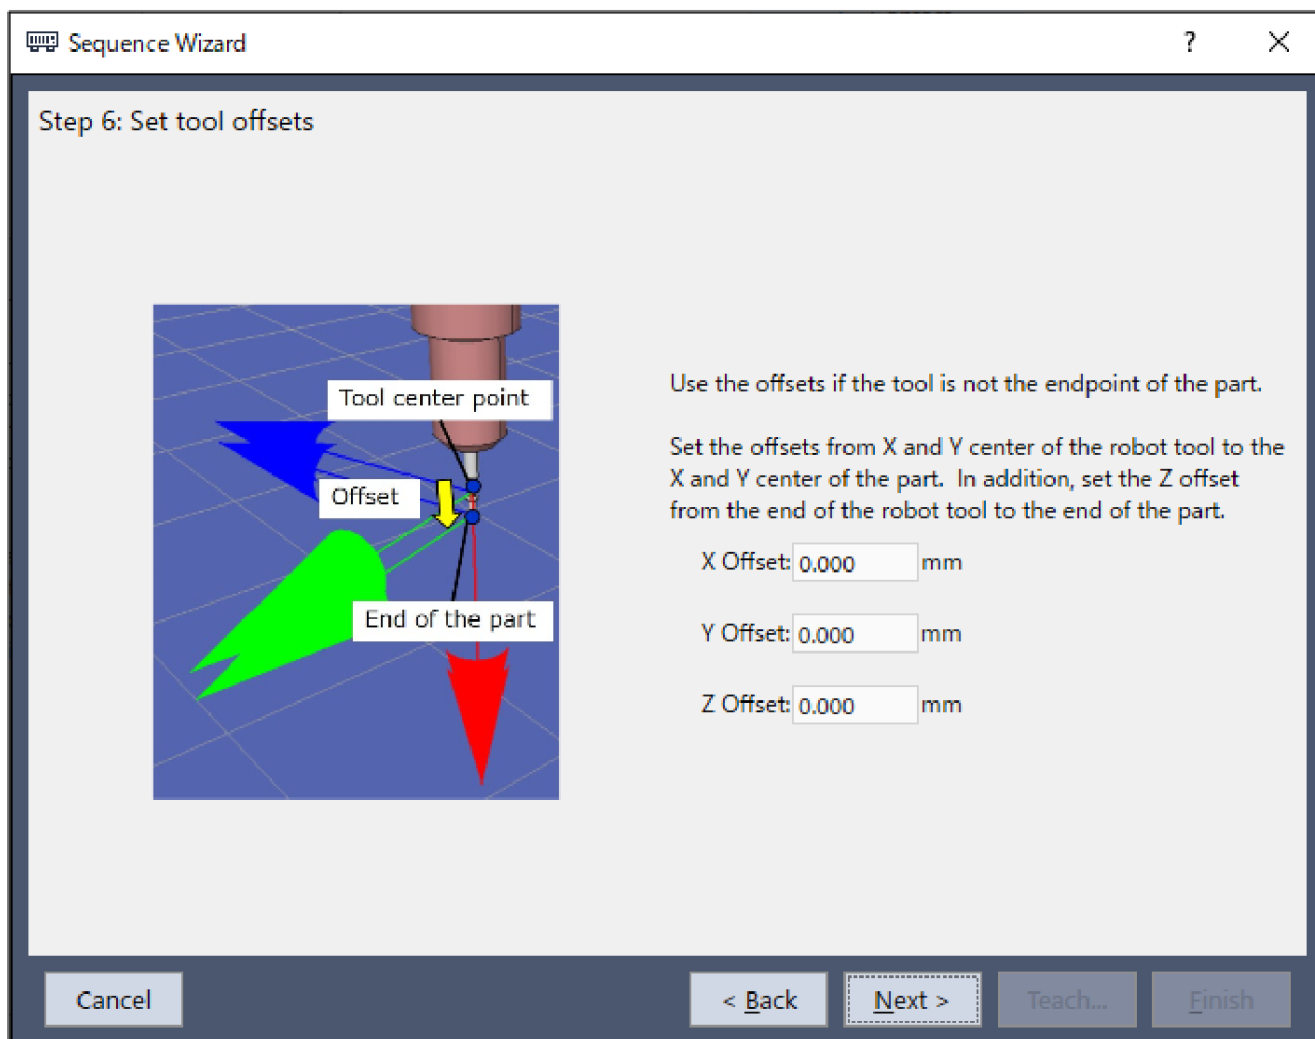 Sequence Wizard
?
Step 6: Set tool offsets
Tool center point
Offset
End of the part
Use the offsets if the tool is not the endpoint of the part.
Set the offsets from X and Y center of the robot tool to the
X and Y center of the part.  In addition, set the Z offset
from the end of the robot tool to the end of the part.
X Offset: 0.000 mm
Y Offset: 0.000 mm
Z Offset: 0.000 mm
Cancel
< Back
Next >
Teach...
Finish